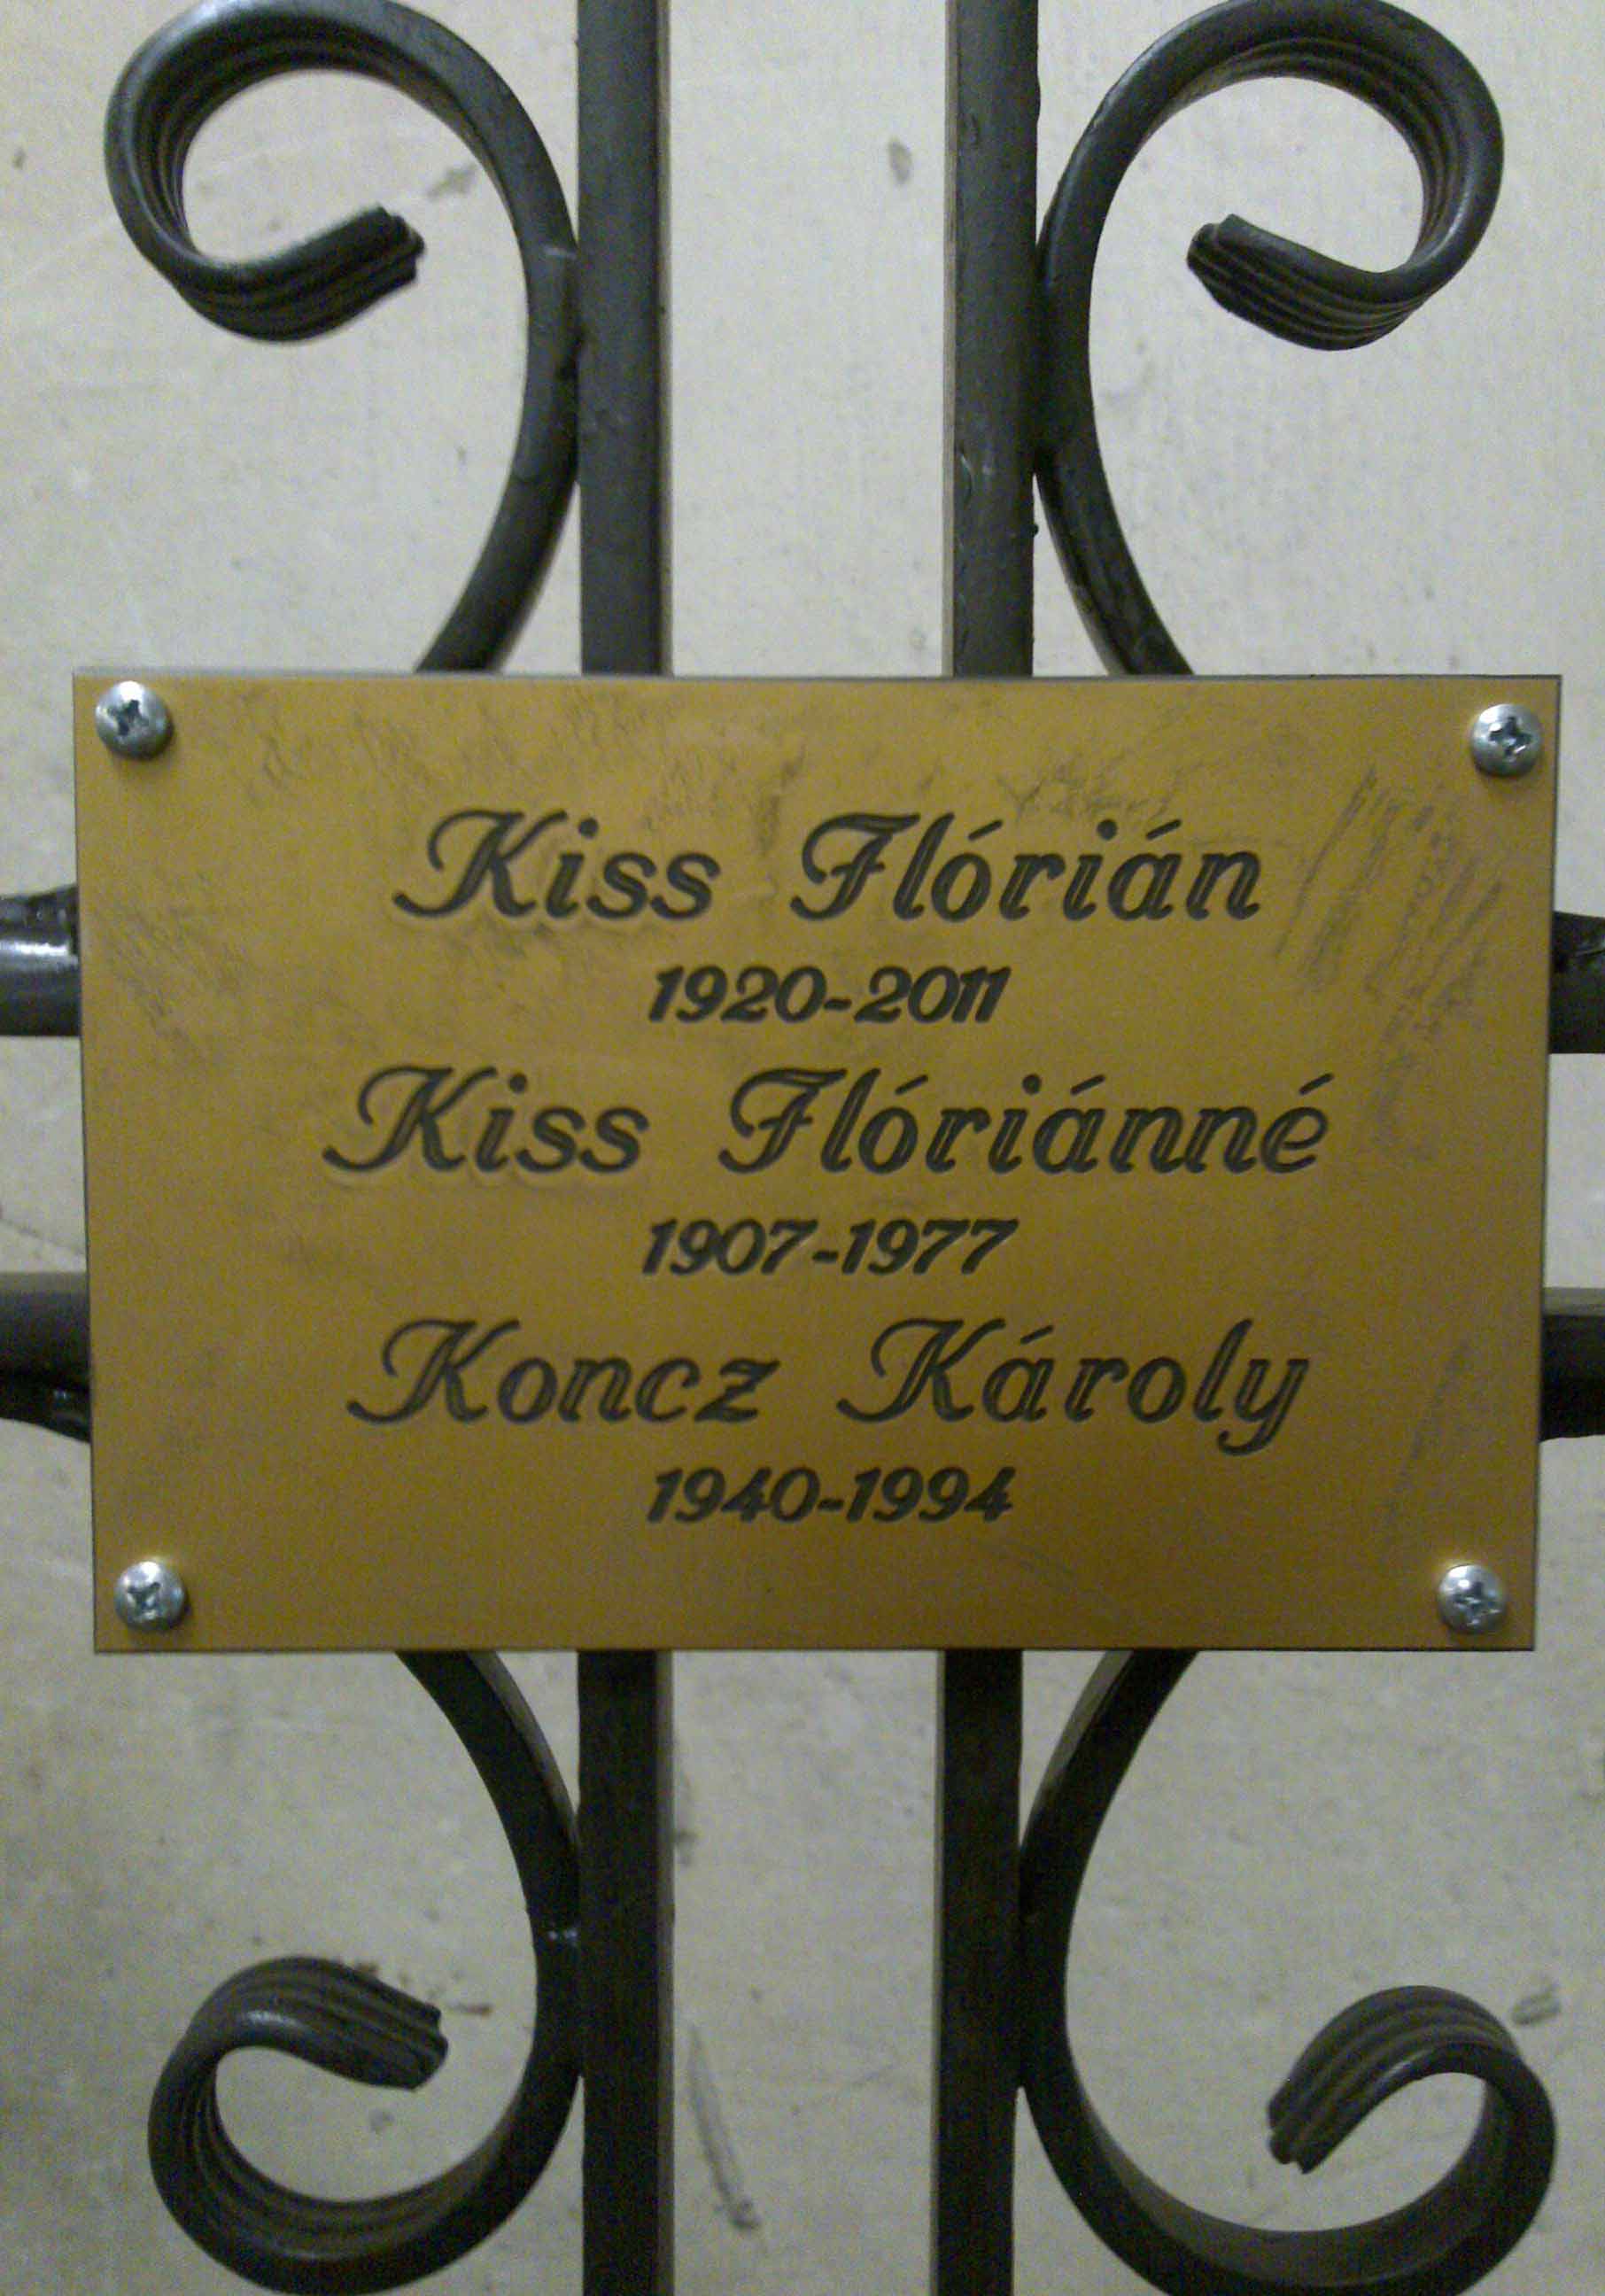 Kiss Flórián
1920-2011
Kiss Flóriánné
1907-1977
Koncz Károly
1940-1994